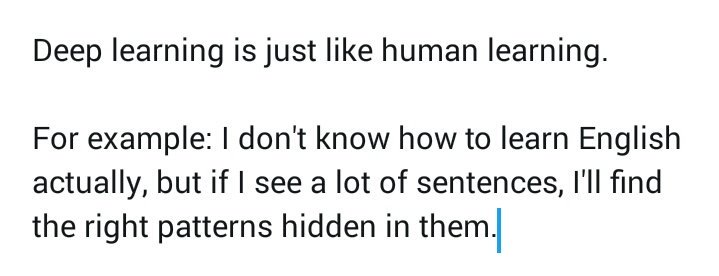 Deep learning is just like human learning.
For example: I don't know how to learn English
actually, but if I see a lot of sentences, I'll find
the right patterns hidden in them.